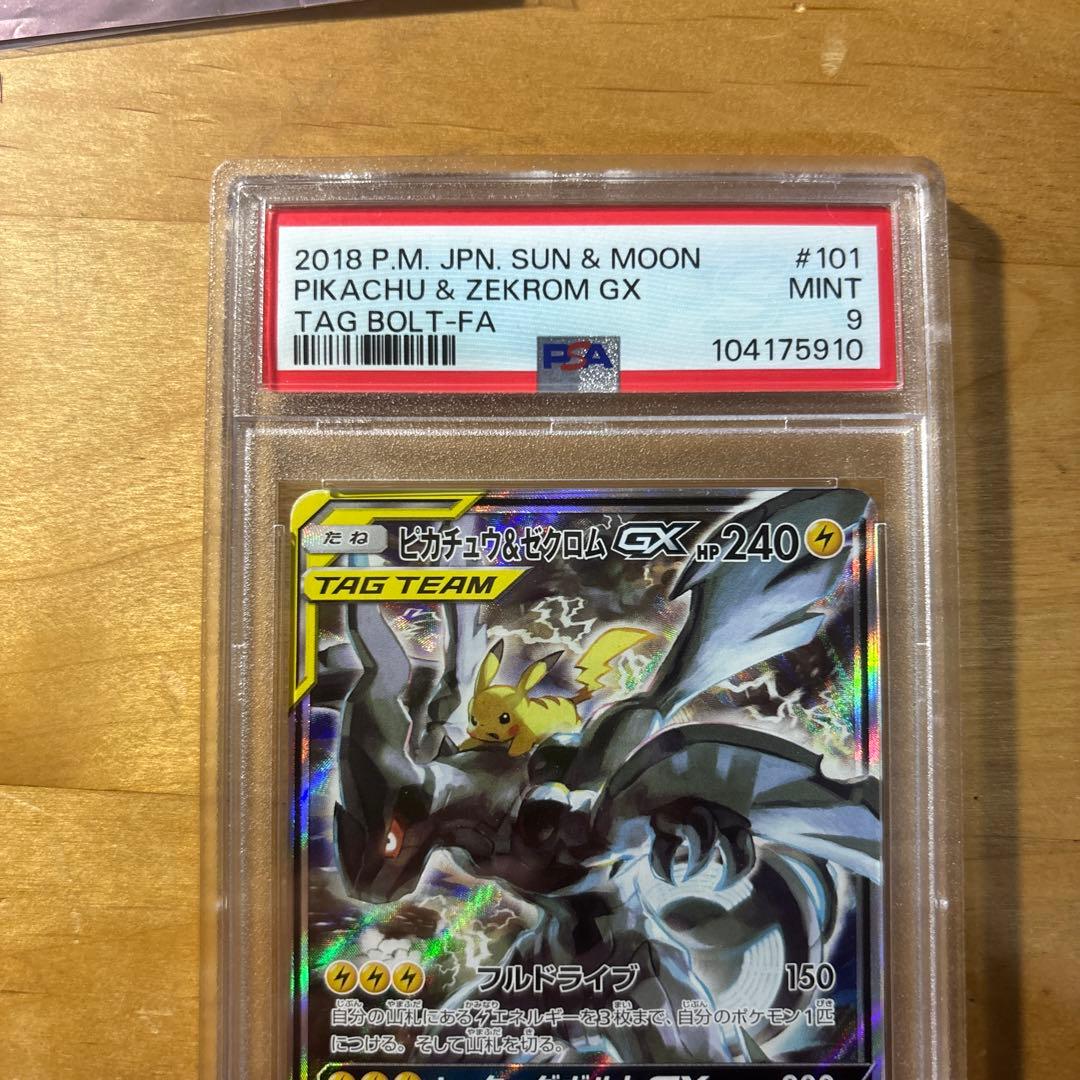 2018 P.M. JPN. SUN & MOON #101
PIKACHU & ZEKROM GX MINT
TAG BOLT-FA 9
PSA 104175910
たね ピカチュウ&ゼクロムGX HP240
TAG TEAM
フルドライブ 150
自分の山札にあるエネルギーを3枚まで、自分のポケモン1匹
につける。そして山札を切る。